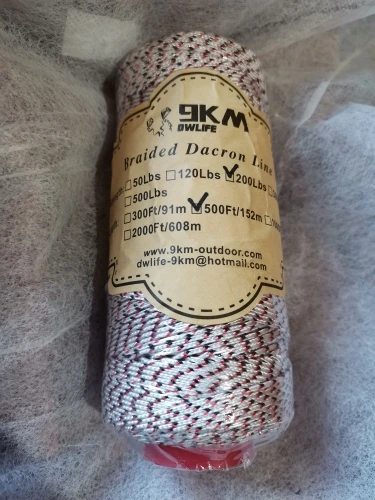 9KM
DWLIFE
Braided Dacron Line
☐50Lbs ☐120Lbs ☑200Lbs
☐500Lbs
☐300Ft/91m ☑500Ft/152m
☐2000Ft/608m
www.9km-outdoor.com
dwlife-9km@hotmail.com